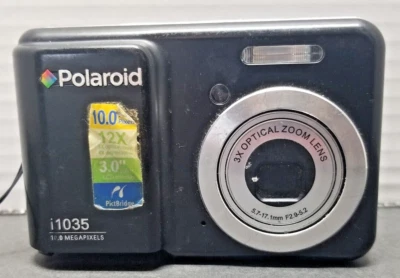 Polaroid
10.0
12X
3.0"
PictBridge
i1035
10.0 MEGAPIXELS
3X OPTICAL ZOOM LENS
5.7-17.1mm F2.9-5.2